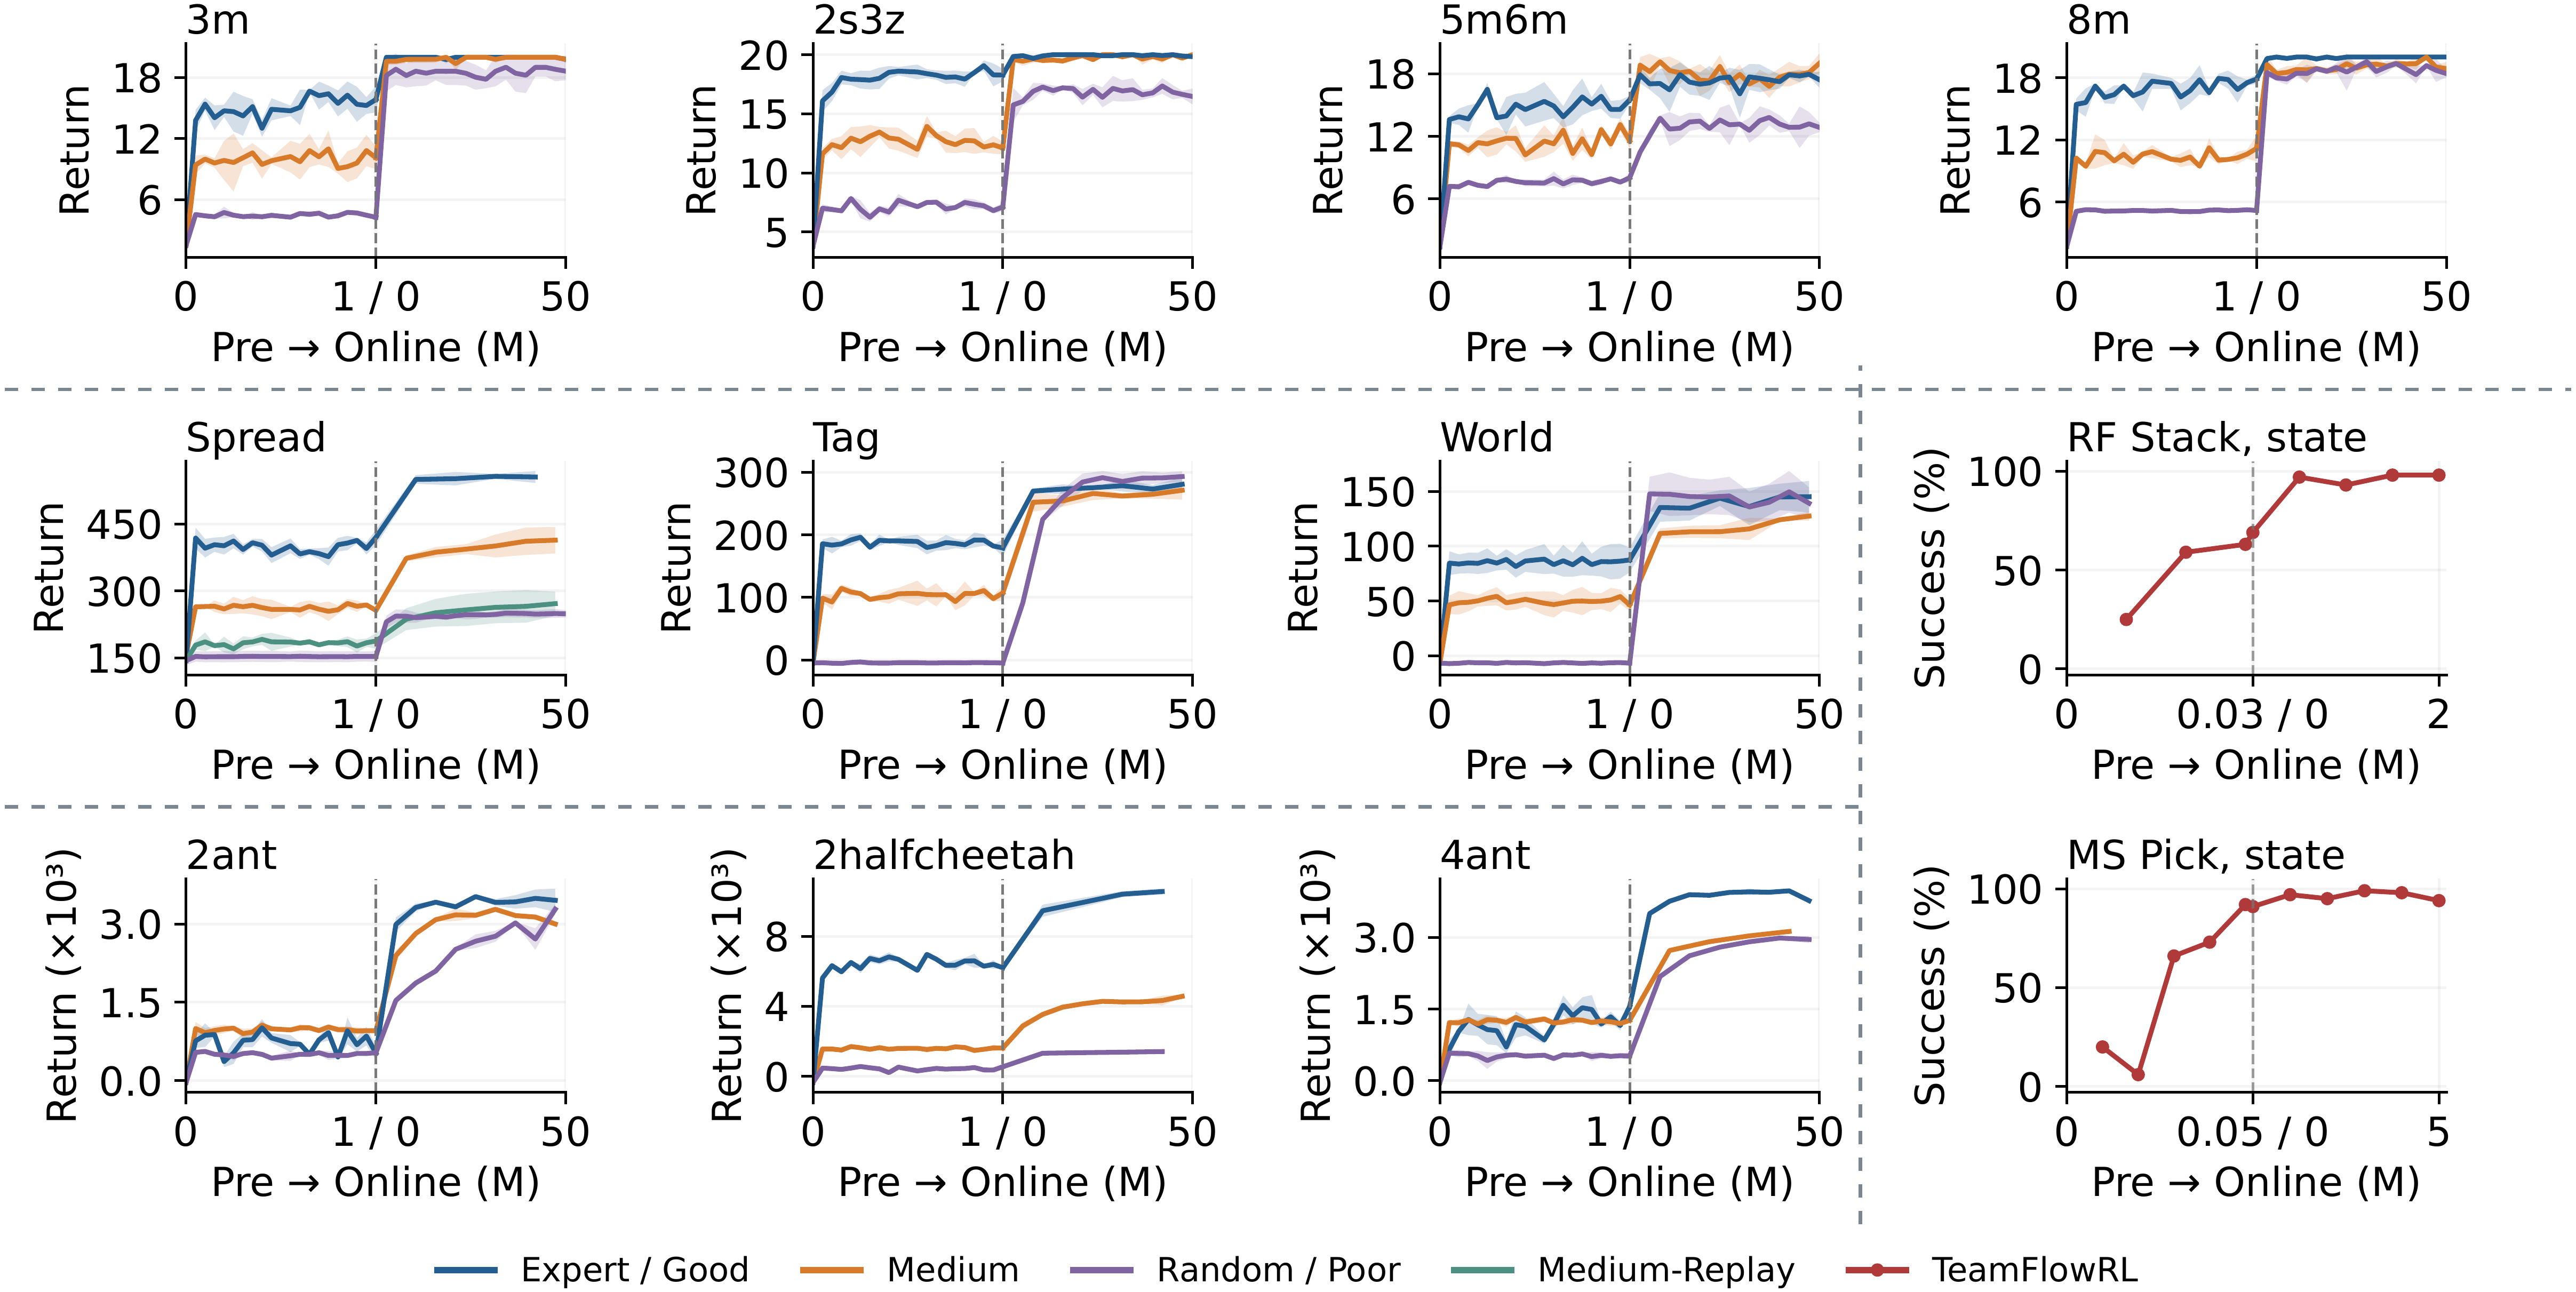 3m
Return
18
12
6
0
1 / 0
50
Pre → Online (M)
2s3z
Return
20
15
10
5
0
1 / 0
50
Pre → Online (M)
5m6m
Return
18
12
6
0
1 / 0
50
Pre → Online (M)
8m
Return
18
12
6
0
1 / 0
50
Pre → Online (M)
Spread
Return
450
300
150
0
1 / 0
50
Pre → Online (M)
Tag
Return
300
200
100
0
0
1 / 0
50
Pre → Online (M)
World
Return
150
100
50
0
0
1 / 0
50
Pre → Online (M)
RF Stack, state
Success (%)
100
50
0
0
0.03 / 0
2
Pre → Online (M)
2ant
Return (×10³)
3.0
1.5
0.0
0
1 / 0
50
Pre → Online (M)
2halfcheetah
Return (×10³)
8
4
0
0
1 / 0
50
Pre → Online (M)
4ant
Return (×10³)
3.0
1.5
0.0
0
1 / 0
50
Pre → Online (M)
MS Pick, state
Success (%)
100
50
0
0
0.05 / 0
5
Pre → Online (M)
Expert / Good
Medium
Random / Poor
Medium-Replay
TeamFlowRL